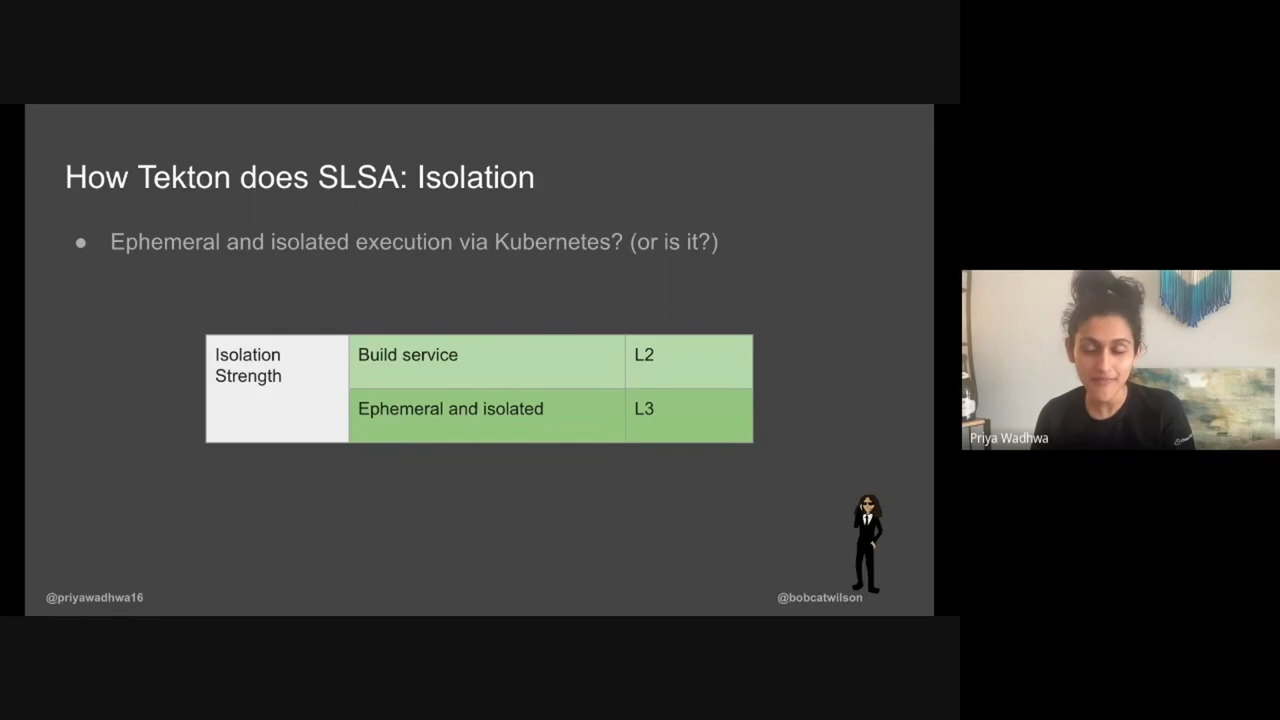 How Tekton does SLSA: Isolation
● Ephemeral and isolated execution via Kubernetes? (or is it?)
Isolation
Strength
Build service
L2
Ephemeral and isolated
L3
@priyawadhwa16
@bobcatwilson
Priya Wadhwa